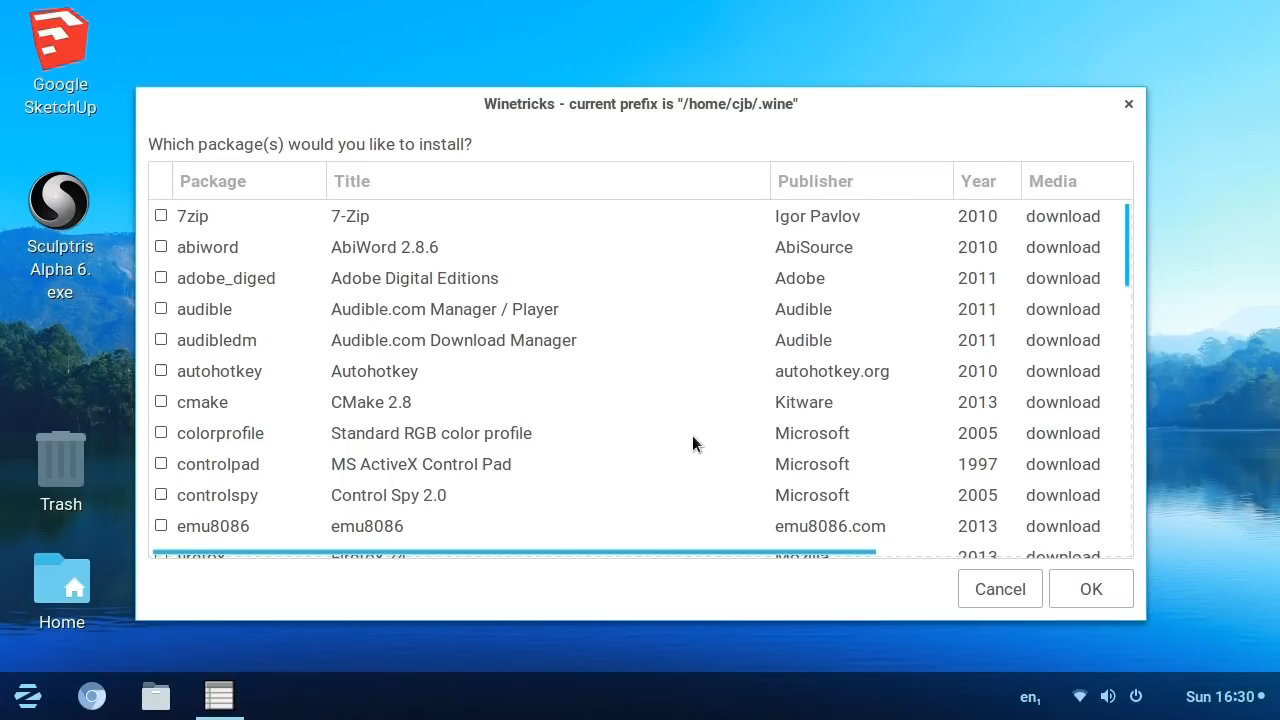 Google
SketchUp
Sculptris
Alpha 6.
exe
Trash
Home
Winetricks - current prefix is "/home/cjb/.wine"
×
Which package(s) would you like to install?
Package Title Publisher Year Media
7zip 7-Zip Igor Pavlov 2010 download
abiword AbiWord 2.8.6 AbiSource 2010 download
adobe_diged Adobe Digital Editions Adobe 2011 download
audible Audible.com Manager / Player Audible 2011 download
audibledm Audible.com Download Manager Audible 2011 download
autohotkey Autohotkey autohotkey.org 2010 download
cmake CMake 2.8 Kitware 2013 download
colorprofile Standard RGB color profile Microsoft 2005 download
controlpad MS ActiveX Control Pad Microsoft 1997 download
controlspy Control Spy 2.0 Microsoft 2005 download
emu8086 emu8086 emu8086.com 2013 download
firefox Firefox Mozilla 2013 download
Cancel OK
en1 Sun 16:30